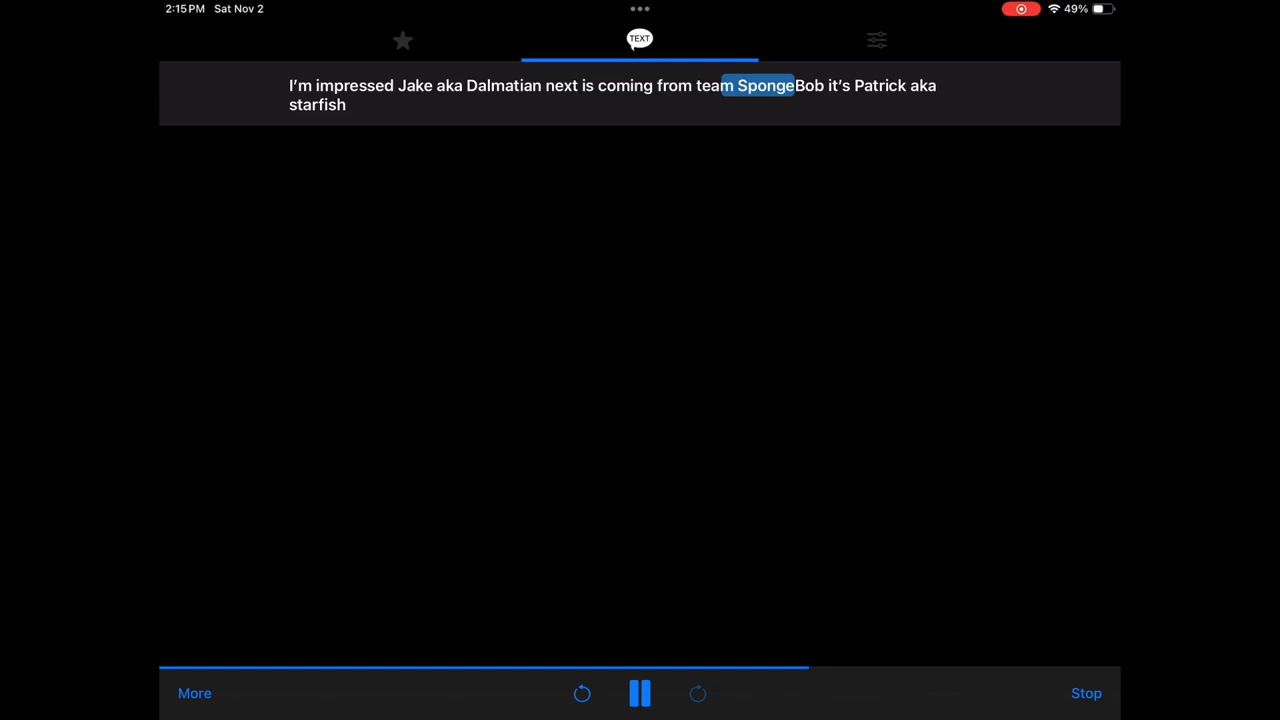 2:15 PM Sat Nov 2
49%
TEXT
I'm impressed Jake aka Dalmatian next is coming from team SpongeBob it's Patrick aka
starfish
More
Stop